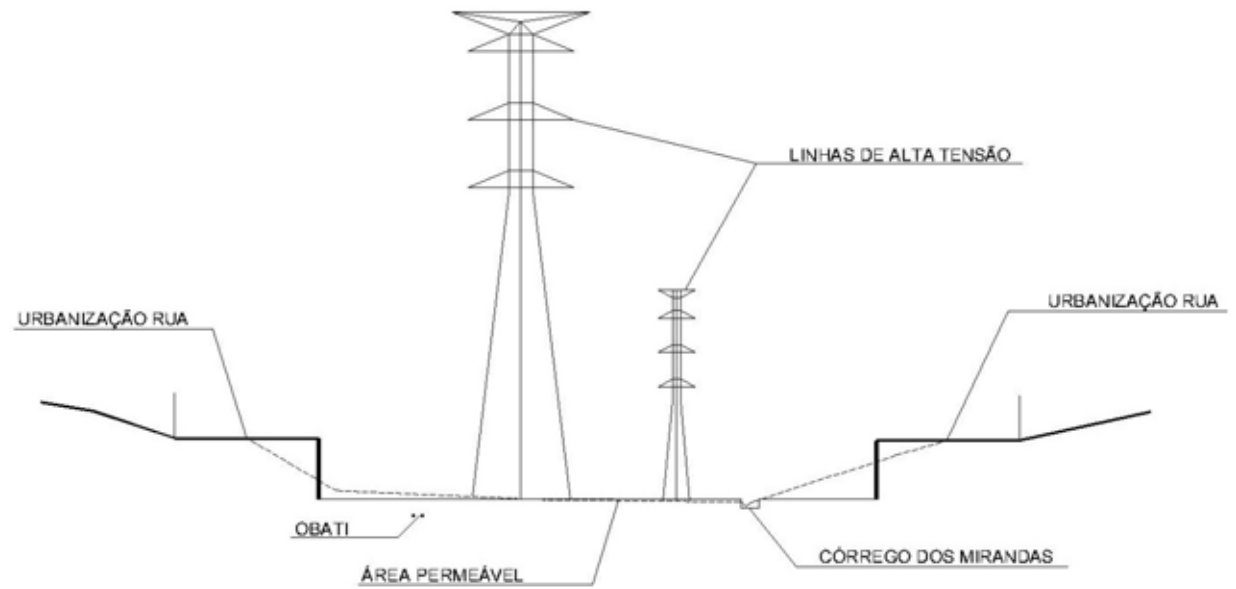 LINHAS DE ALTA TENSÃO
URBANIZAÇÃO RUA
URBANIZAÇÃO RUA
OBATI
ÁREA PERMEÁVEL
CÓRREGO DOS MIRANDAS